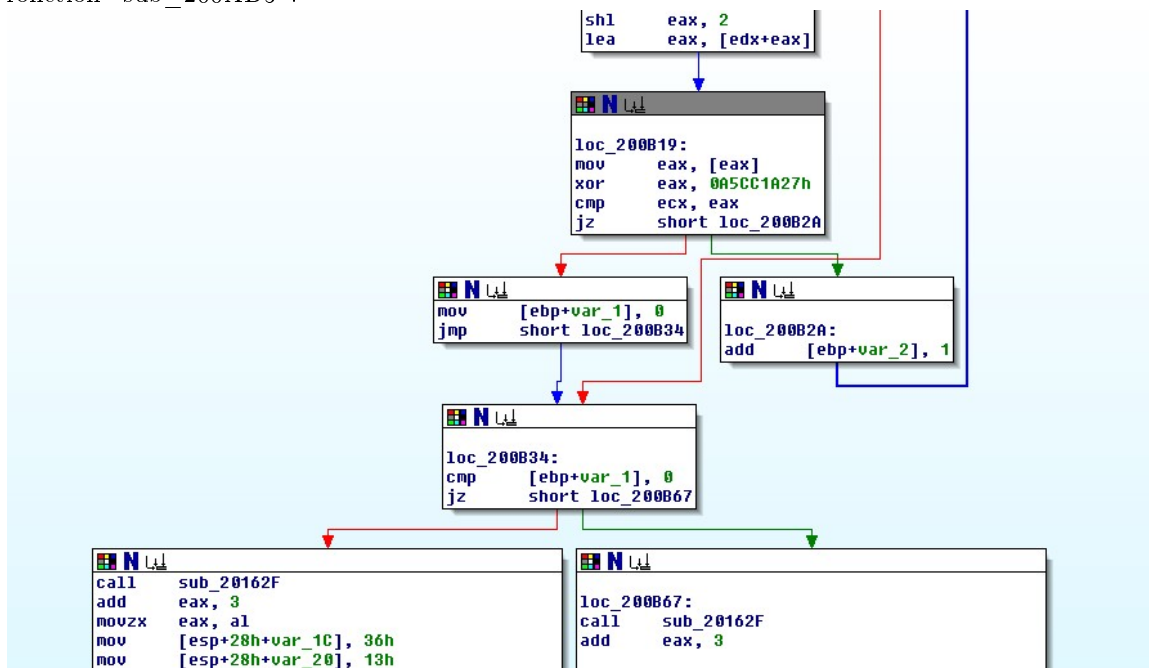 shl eax, 2
lea eax, [edx+eax]
N
loc_200B19:
mov eax, [eax]
xor eax, 0A5CC1A27h
cmp ecx, eax
jz short loc_200B2A
N
mov [ebp+var_1], 0
jmp short loc_200B34
N
loc_200B2A:
add [ebp+var_2], 1
N
loc_200B34:
cmp [ebp+var_1], 0
jz short loc_200B67
N
call sub_20162F
add eax, 3
movzx eax, al
mov [esp+28h+var_1C], 36h
mov [esp+28h+var_20], 13h
N
loc_200B67:
call sub_20162F
add eax, 3